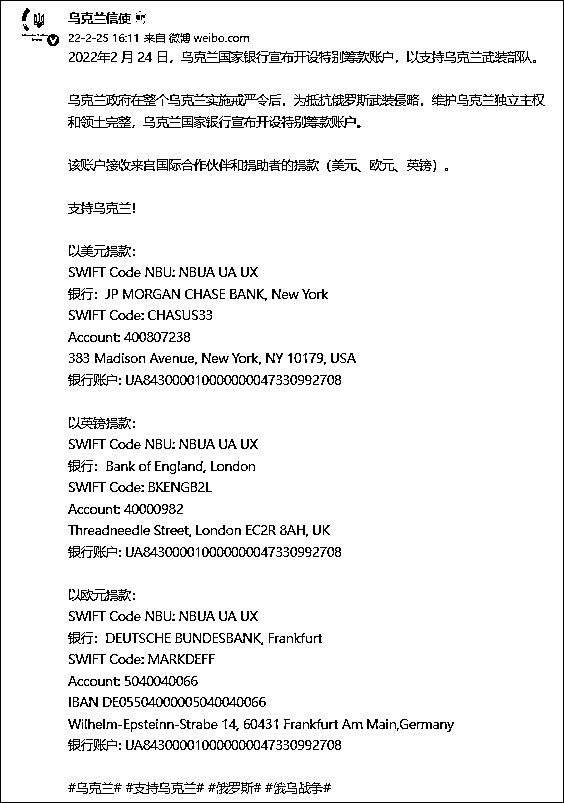 乌克兰信使
22-2-25 16:11 来自 微博 weibo.com
2022年2 月 24 日，乌克兰国家银行宣布开设特别筹款账户，以支持乌克兰武装部队。
乌克兰政府在整个乌克兰实施戒严令后，为抵抗俄罗斯武装侵略，维护乌克兰独立主权
和领土完整，乌克兰国家银行宣布开设特别筹款账户。
该账户接收来自国际合作伙伴和捐助者的捐款（美元、欧元、英镑）。
支持乌克兰！
以美元捐款：
SWIFT Code NBU: NBUA UA UX
银行：JP MORGAN CHASE BANK, New York
SWIFT Code: CHASUS33
Account: 400807238
383 Madison Avenue, New York, NY 10179, USA
银行账户: UA843000010000000047330992708
以英镑捐款：
SWIFT Code NBU: NBUA UA UX
银行：Bank of England, London
SWIFT Code: BKENGB2L
Account: 40000982
Threadneedle Street, London EC2R 8AH, UK
银行账户: UA843000010000000047330992708
以欧元捐款：
SWIFT Code NBU: NBUA UA UX
银行：DEUTSCHE BUNDESBANK, Frankfurt
SWIFT Code: MARKDEFF
Account: 5040040066
IBAN DE05504000005040040066
Wilhelm-Epsteinn-Strabe 14, 60431 Frankfurt Am Main,Germany
银行账户: UA843000010000000047330992708
#乌克兰# #支持乌克兰# #俄罗斯# #俄乌战争#